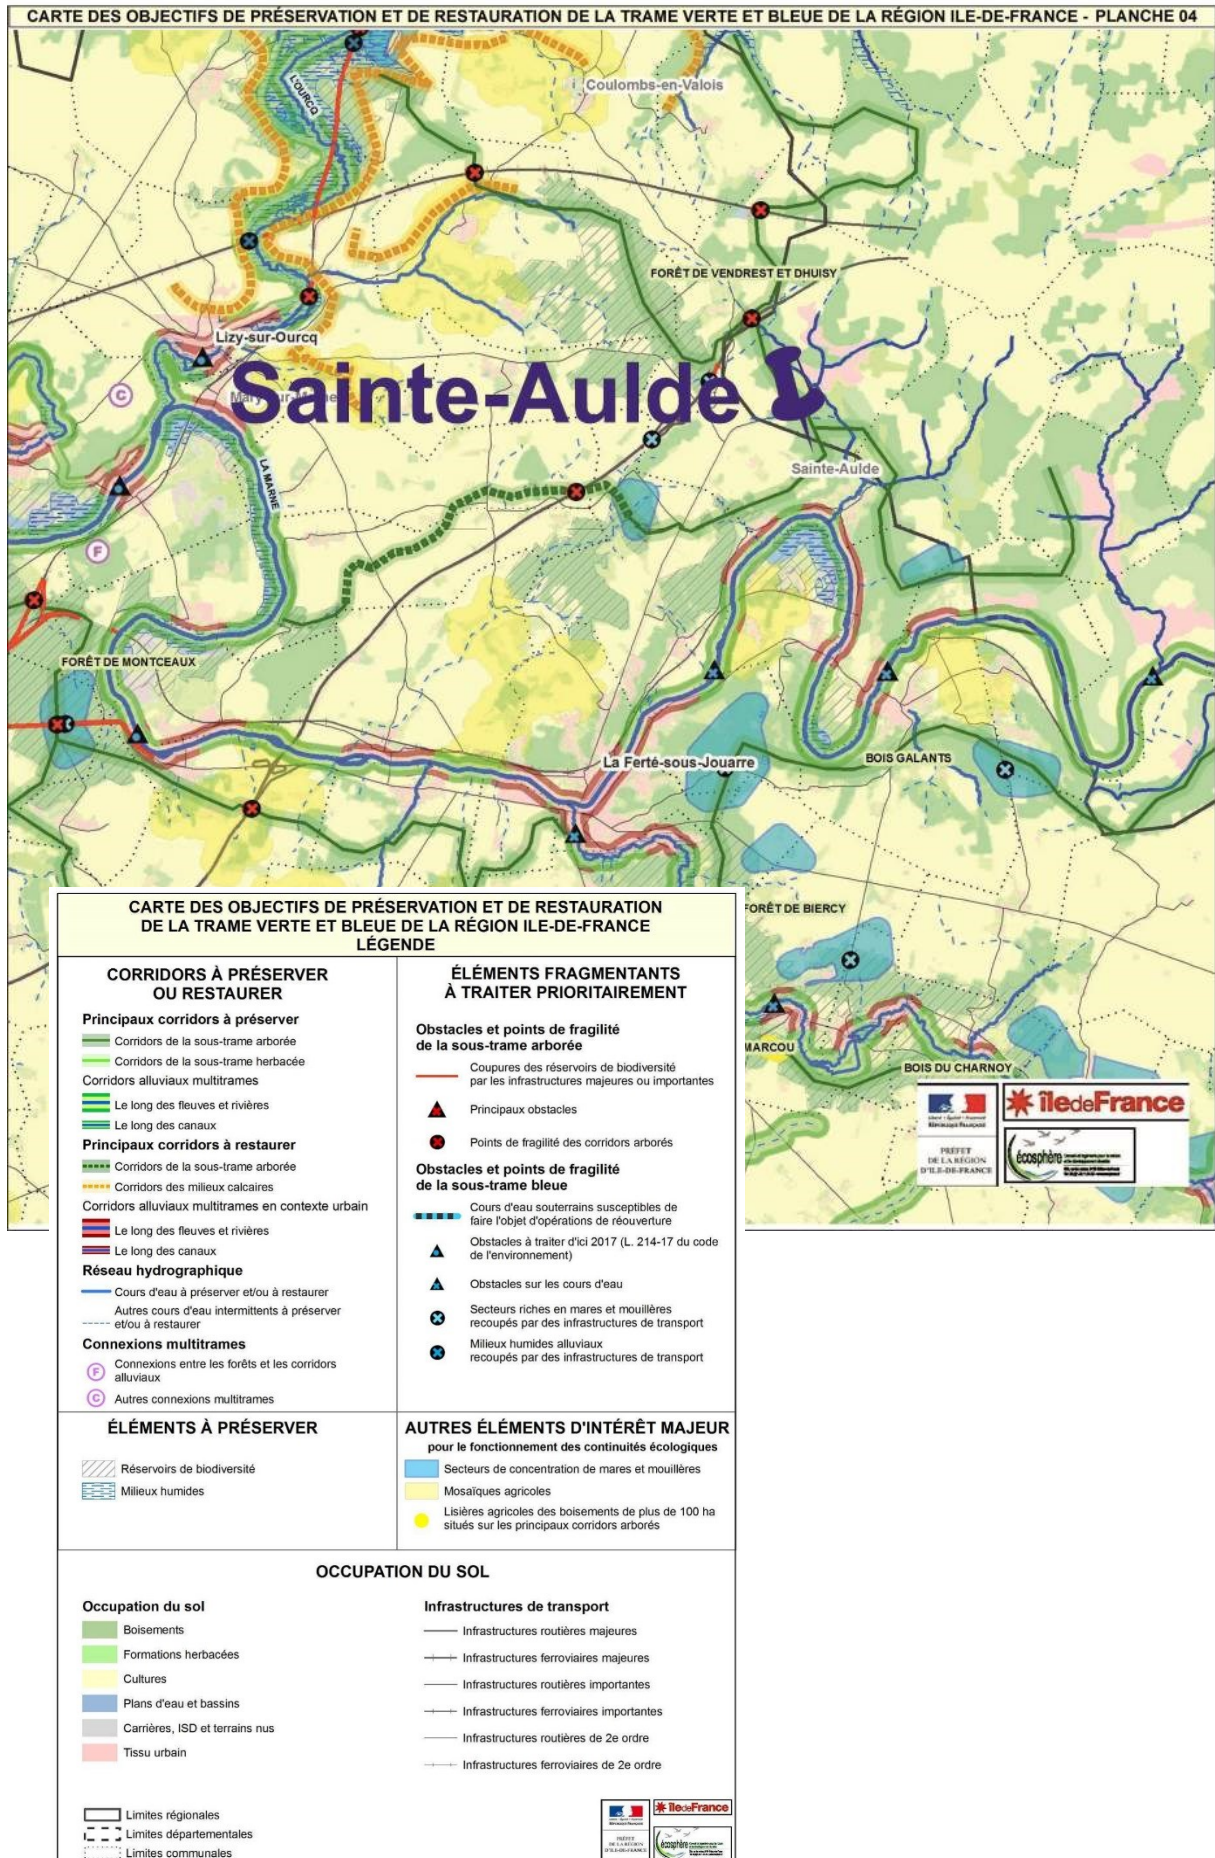 CARTE DES OBJECTIFS DE PRÉSERVATION ET DE RESTAURATION DE LA TRAME VERTE ET BLEUE DE LA RÉGION ILE-DE-FRANCE - PLANCHE 04
L'OURCQ
Coulombs-en-Valois
FORÊT DE VENDREST ET DHUISY
Lizy-sur-Ourcq
Sainte-Aulde
C
LA MARNE
Sainte-Aulde
F
FORÊT DE MONTCEAUX
La Ferté-sous-Jouarre
BOIS GALANTS
FORÊT DE BIERCY
MARCOU
BOIS DU CHARNOY
RÉPUBLIQUE FRANÇAISE
PRÉFET
DE LA RÉGION
D'ILE-DE-FRANCE
îledeFrance
écosphère
CARTE DES OBJECTIFS DE PRÉSERVATION ET DE RESTAURATION
DE LA TRAME VERTE ET BLEUE DE LA RÉGION ILE-DE-FRANCE
LÉGENDE
CORRIDORS À PRÉSERVER
OU RESTAURER
Principaux corridors à préserver
Corridors de la sous-trame arborée
Corridors de la sous-trame herbacée
Corridors alluviaux multitrames
Le long des fleuves et rivières
Le long des canaux
Principaux corridors à restaurer
Corridors de la sous-trame arborée
Corridors des milieux calcaires
Corridors alluviaux multitrames en contexte urbain
Le long des fleuves et rivières
Le long des canaux
Réseau hydrographique
Cours d'eau à préserver et/ou à restaurer
Autres cours d'eau intermittents à préserver
et/ou à restaurer
Connexions multitrames
F
Connexions entre les forêts et les corridors
alluviaux
C
Autres connexions multitrames
ÉLÉMENTS FRAGMENTANTS
À TRAITER PRIORITAIREMENT
Obstacles et points de fragilité
de la sous-trame arborée
Coupures des réservoirs de biodiversité
par les infrastructures majeures ou importantes
Principaux obstacles
Points de fragilité des corridors arborés
Obstacles et points de fragilité
de la sous-trame bleue
Cours d'eau souterrains susceptibles de
faire l'objet d'opérations de réouverture
Obstacles à traiter d'ici 2017 (L. 214-17 du code
de l'environnement)
Obstacles sur les cours d'eau
Secteurs riches en mares et mouillères
recoupés par des infrastructures de transport
Milieux humides alluviaux
recoupés par des infrastructures de transport
ÉLÉMENTS À PRÉSERVER
Réservoirs de biodiversité
Milieux humides
AUTRES ÉLÉMENTS D'INTÉRÊT MAJEUR
pour le fonctionnement des continuités écologiques
Secteurs de concentration de mares et mouillères
Mosaïques agricoles
Lisières agricoles des boisements de plus de 100 ha
situés sur les principaux corridors arborés
OCCUPATION DU SOL
Occupation du sol
Boisements
Formations herbacées
Cultures
Plans d'eau et bassins
Carrières, ISD et terrains nus
Tissu urbain
Infrastructures de transport
Infrastructures routières majeures
Infrastructures ferroviaires majeures
Infrastructures routières importantes
Infrastructures ferroviaires importantes
Infrastructures routières de 2e ordre
Infrastructures ferroviaires de 2e ordre
Limites régionales
Limites départementales
Limites communales
îledeFrance
écosphère